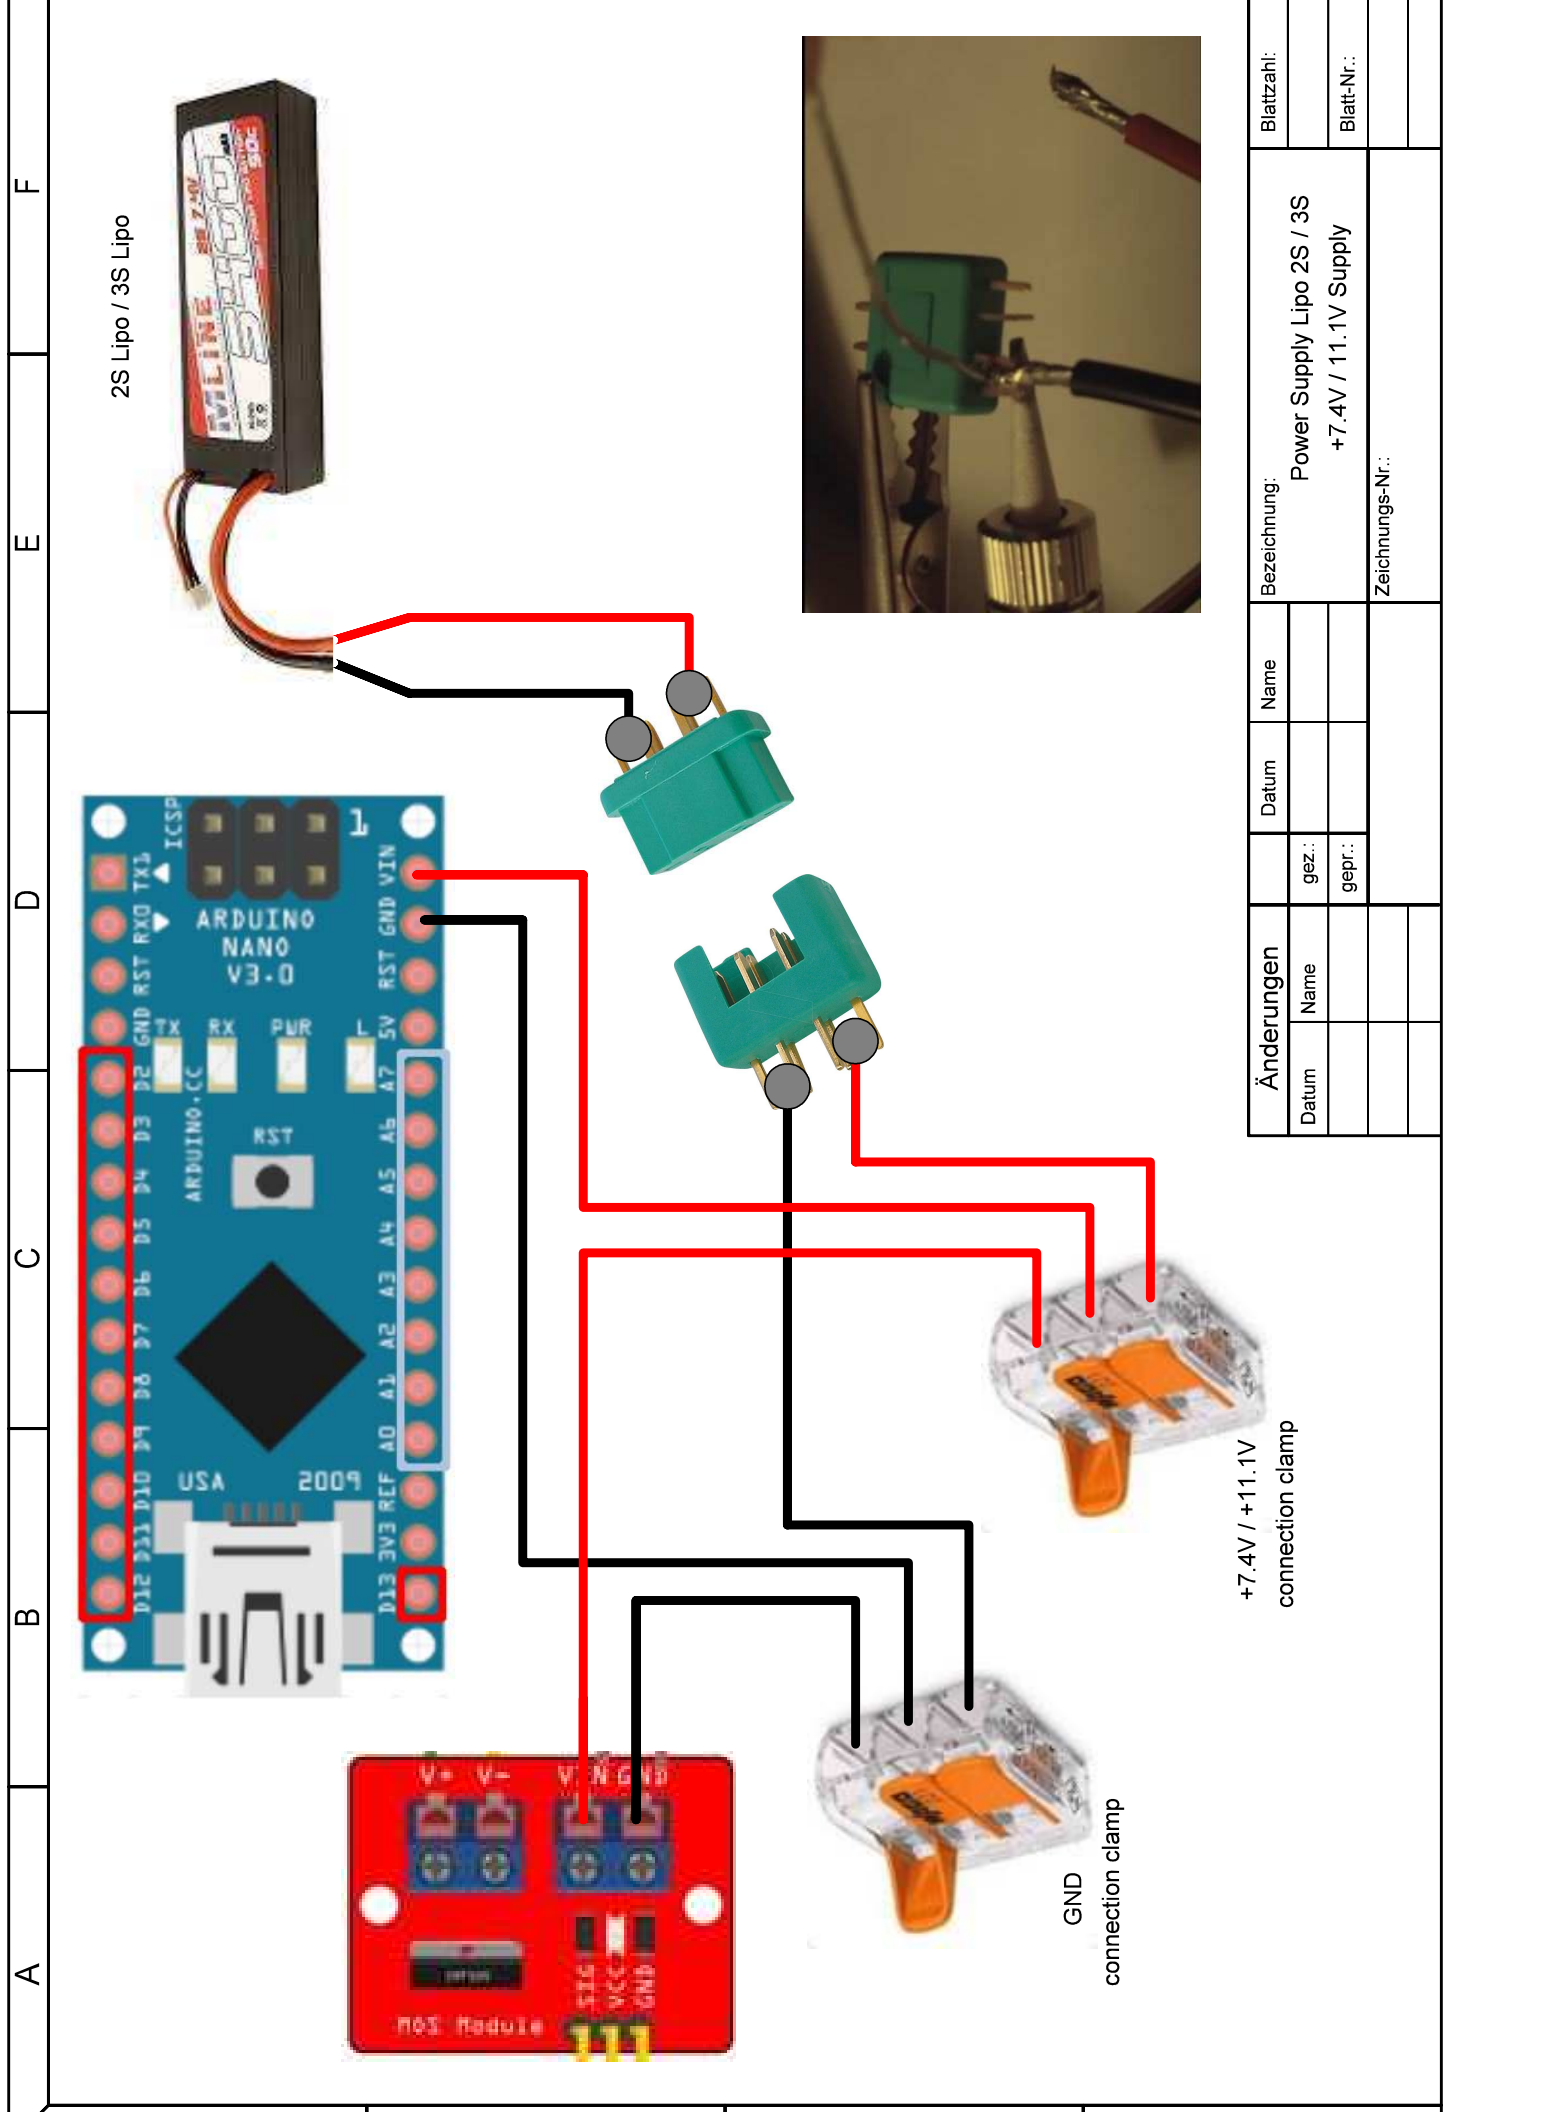 F
E
D
C
B
A
2S Lipo / 3S Lipo
MLiNE
5400
50c
ICSP
1
TX1
RX0
RST
GND
D2
D3
D4
D5
D6
D7
D8
D9
D10
D11
D12
ARDUINO
NANO
V3.0
TX
RX
PWR
L
ARDUINO.CC
RST
USA
2009
VIN
GND
RST
5V
A7
A6
A5
A4
A3
A2
A1
A0
REF
3V3
D13
V+
V-
VIN
GND
SIG
VCC
GND
MOS Module
+7.4V / +11.1V
connection clamp
GND
connection clamp
Änderungen
Datum
Name
gez.:
gepr.:
Datum
Name
Bezeichnung:
Power Supply Lipo 2S / 3S
+7.4V / 11.1V Supply
Zeichnungs-Nr.:
Blattzahl:
Blatt-Nr.: